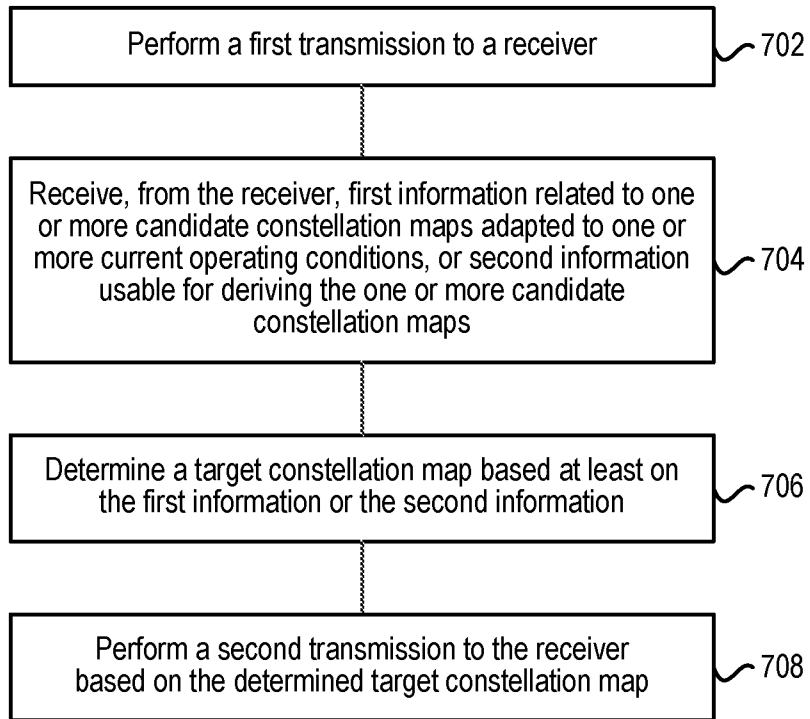 Perform a first transmission to a receiver
702
Receive, from the receiver, first information related to one
or more candidate constellation maps adapted to one or
more current operating conditions, or second information
usable for deriving the one or more candidate
constellation maps
704
Determine a target constellation map based at least on
the first information or the second information
706
Perform a second transmission to the receiver
based on the determined target constellation map
708